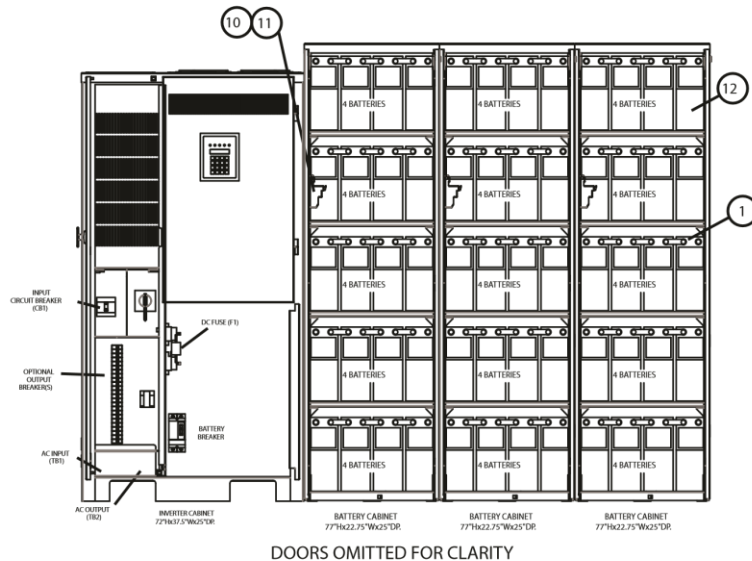 10 11
12
4 BATTERIES 4 BATTERIES 4 BATTERIES
4 BATTERIES 4 BATTERIES 4 BATTERIES
1
4 BATTERIES 4 BATTERIES 4 BATTERIES
4 BATTERIES 4 BATTERIES 4 BATTERIES
4 BATTERIES 4 BATTERIES 4 BATTERIES
INPUT
CIRCUIT BREAKER
(CB1)
DC FUSE (F1)
OPTIONAL
OUTPUT
BREAKER(S)
BATTERY
BREAKER
AC INPUT
(TB1)
AC OUTPUT
(TB2)
INVERTER CABINET
72"Hx37.5"Wx25"DP.
BATTERY CABINET
77"Hx22.75"Wx25"DP.
BATTERY CABINET
77"Hx22.75"Wx25"DP.
BATTERY CABINET
77"Hx22.75"Wx25"DP.
DOORS OMITTED FOR CLARITY